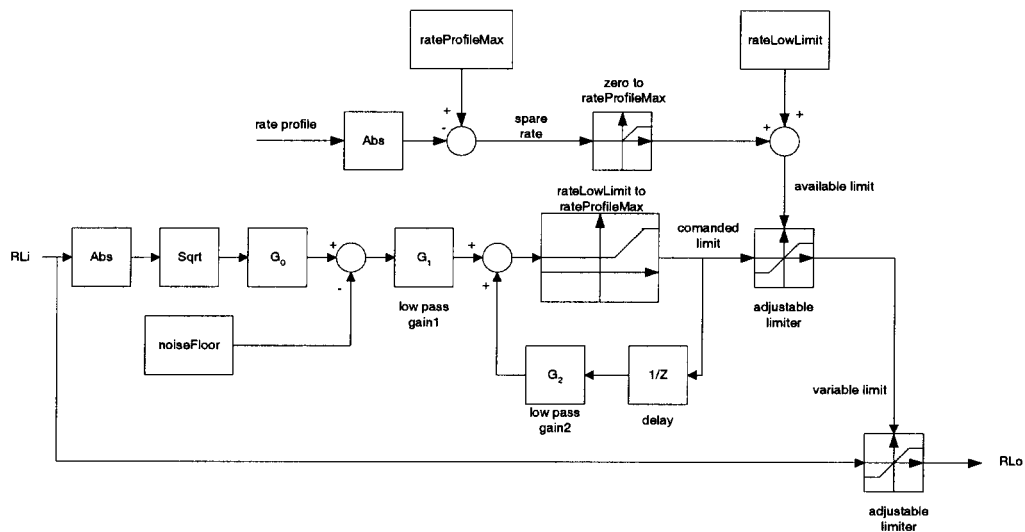 rateProfileMax
rateLowLimit
zero to
rateProfileMax
rate profile
Abs
+
-
spare
rate
+
+
available limit
rateLowLimit to
rateProfileMax
comanded
limit
RLi
Abs
Sqrt
G0
+
-
G1
+
+
low pass
gain1
adjustable
limiter
noiseFloor
G2
1/Z
low pass
gain2
delay
variable limit
RLo
adjustable
limiter